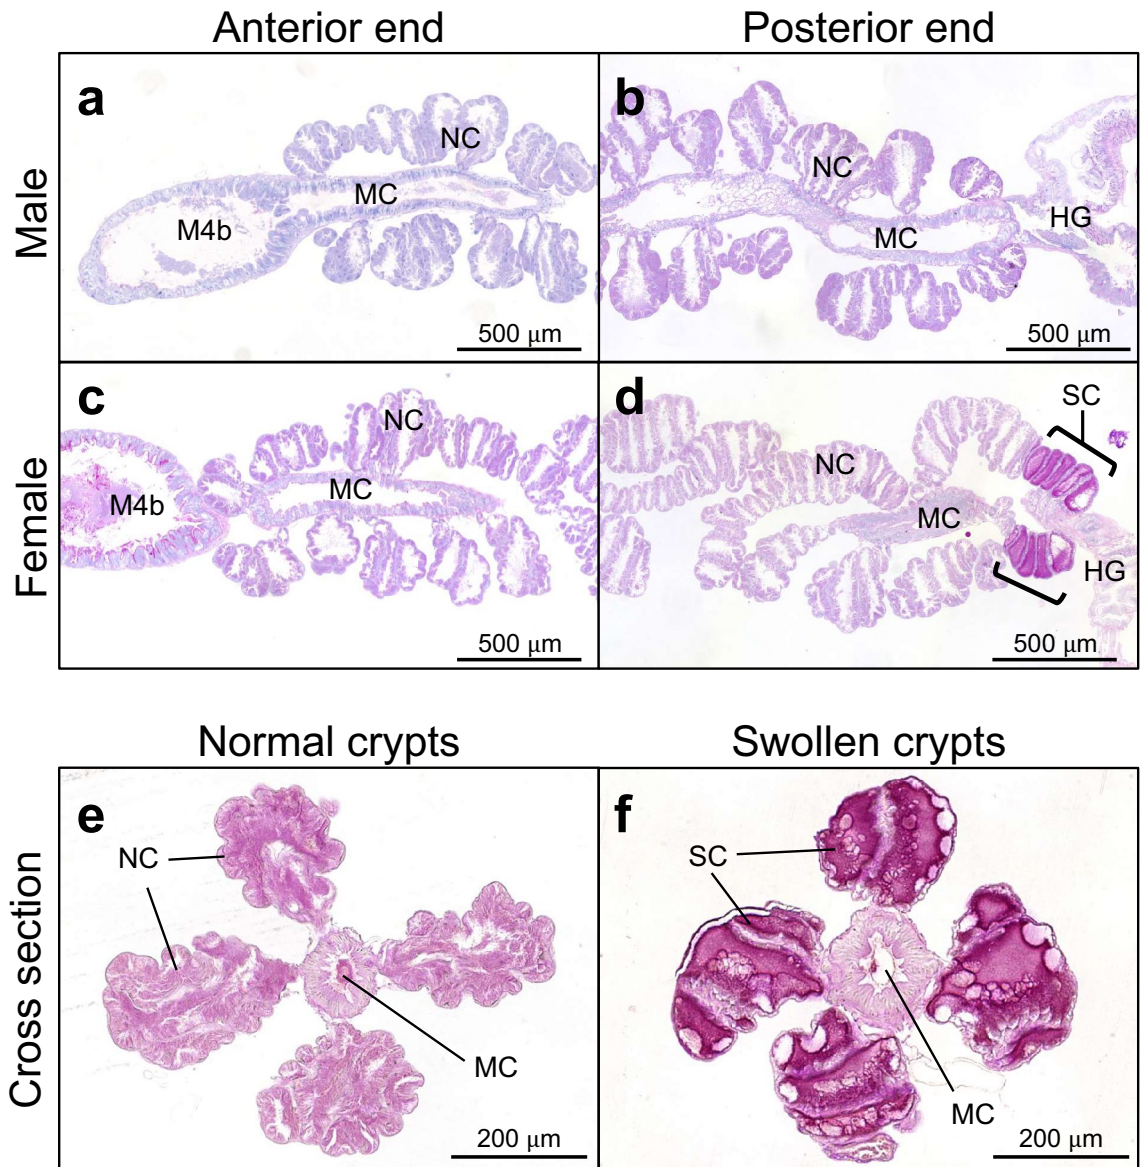 Anterior end
Posterior end
Male
a
NC
MC
M4b
500 μm
b
NC
MC
HG
500 μm
Female
c
NC
MC
M4b
500 μm
d
SC
NC
MC
HG
500 μm
Normal crypts
Swollen crypts
Cross section
e
NC
MC
200 μm
f
SC
MC
200 μm